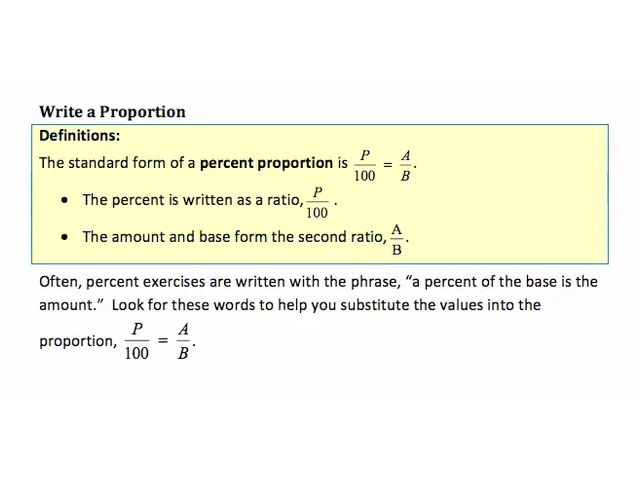 Write a Proportion
Definitions:
The standard form of a percent proportion is P/100 = A/B.
• The percent is written as a ratio, P/100 .
• The amount and base form the second ratio, A/B.
Often, percent exercises are written with the phrase, “a percent of the base is the
amount.” Look for these words to help you substitute the values into the
proportion, P/100 = A/B.